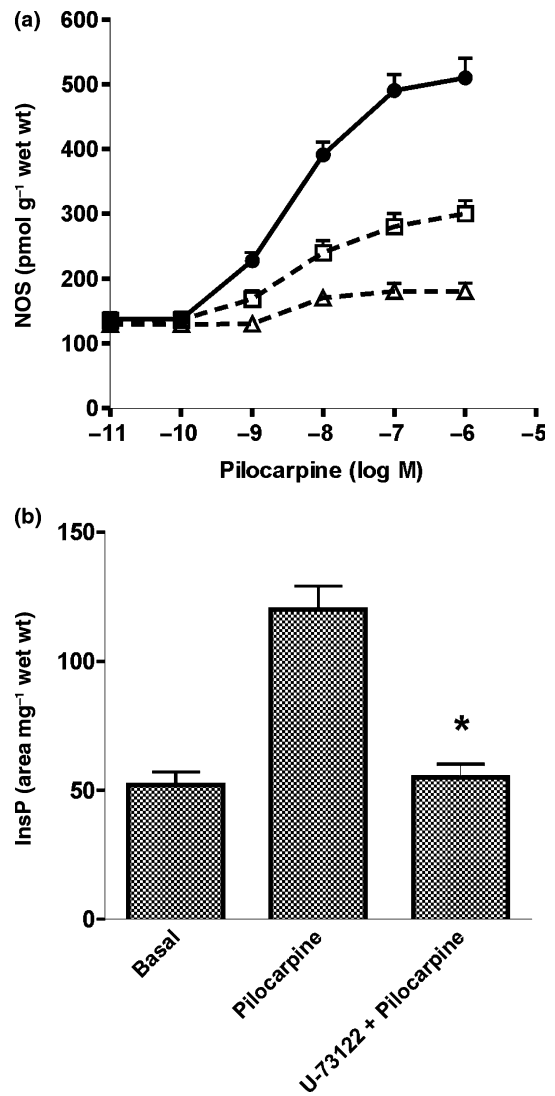 (a)
600
500
400
300
200
100
0
NOS (pmol g⁻¹ wet wt)
–11 –10 –9 –8 –7 –6 –5
Pilocarpine (log M)
(b)
150
100
50
0
InsP (area mg⁻¹ wet wt)
*
Basal
Pilocarpine
U-73122 + Pilocarpine